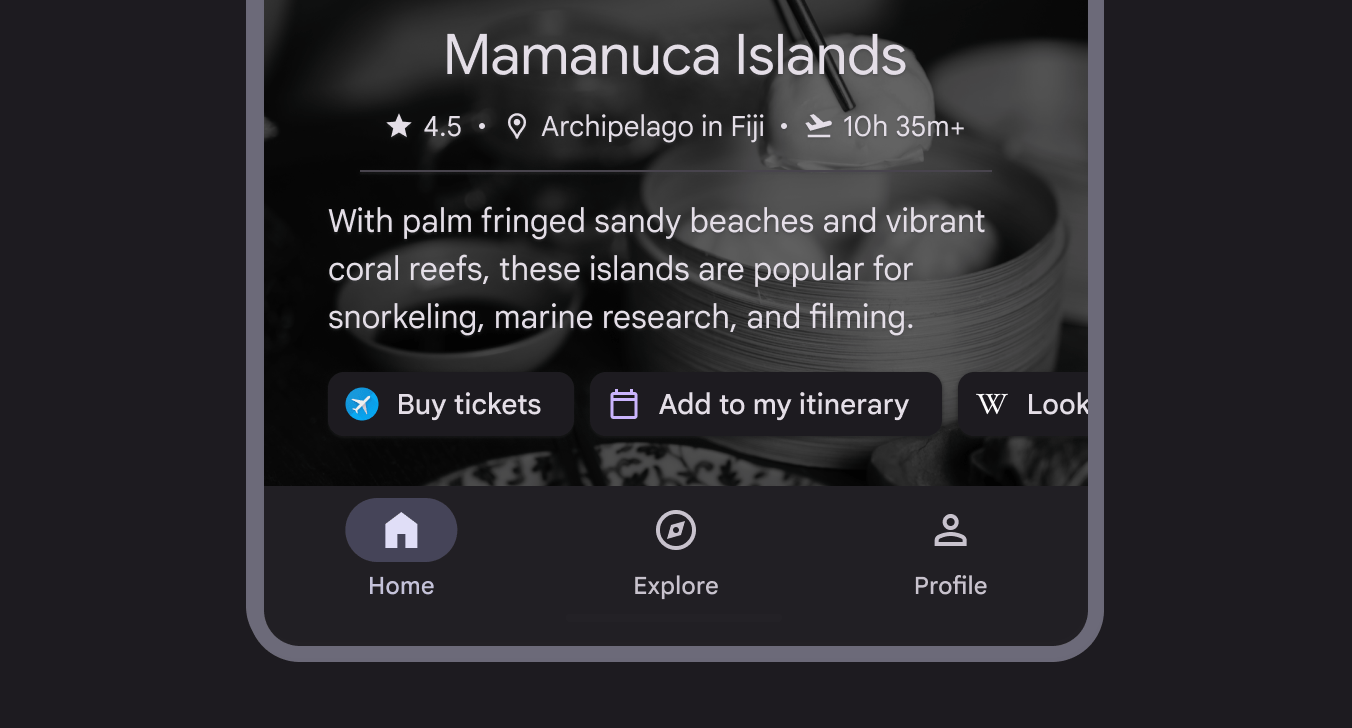 Mamanuca Islands
4.5 • Archipelago in Fiji • 10h 35m+
With palm fringed sandy beaches and vibrant
coral reefs, these islands are popular for
snorkeling, marine research, and filming.
Buy tickets Add to my itinerary W Look
Home Explore Profile